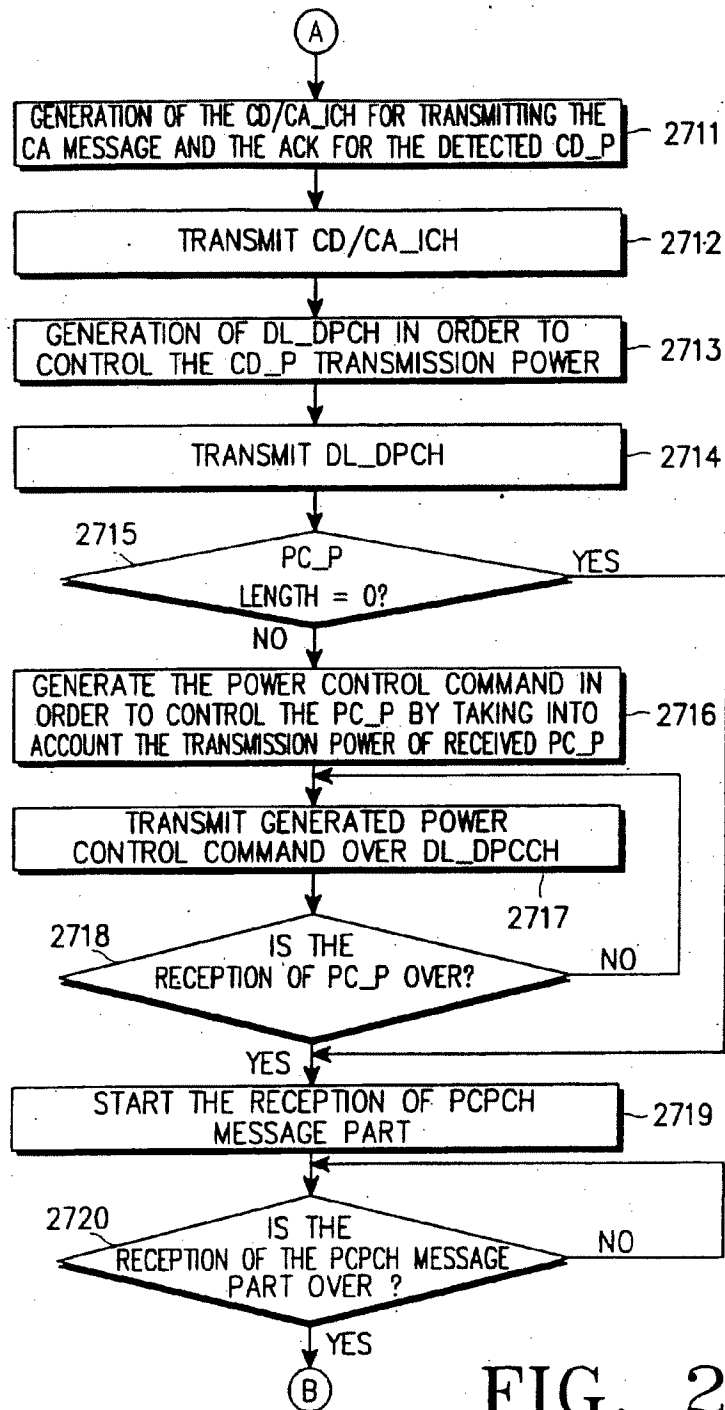 A
GENERATION OF THE CD/CA_ICH FOR TRANSMITTING THE
CA MESSAGE AND THE ACK FOR THE DETECTED CD_P
2711
TRANSMIT CD/CA_ICH
2712
GENERATION OF DL_DPCH IN ORDER TO
CONTROL THE CD_P TRANSMISSION POWER
2713
TRANSMIT DL_DPCH
2714
2715
PC_P
LENGTH = 0?
YES
NO
GENERATE THE POWER CONTROL COMMAND IN
ORDER TO CONTROL THE PC_P BY TAKING INTO
ACCOUNT THE TRANSMISSION POWER OF RECEIVED PC_P
2716
TRANSMIT GENERATED POWER
CONTROL COMMAND OVER DL_DPCCH
2717
2718
IS THE
RECEPTION OF PC_P OVER?
NO
YES
START THE RECEPTION OF PCPCH
MESSAGE PART
2719
2720
IS THE
RECEPTION OF THE PCPCH MESSAGE
PART OVER ?
NO
YES
B
FIG. 2